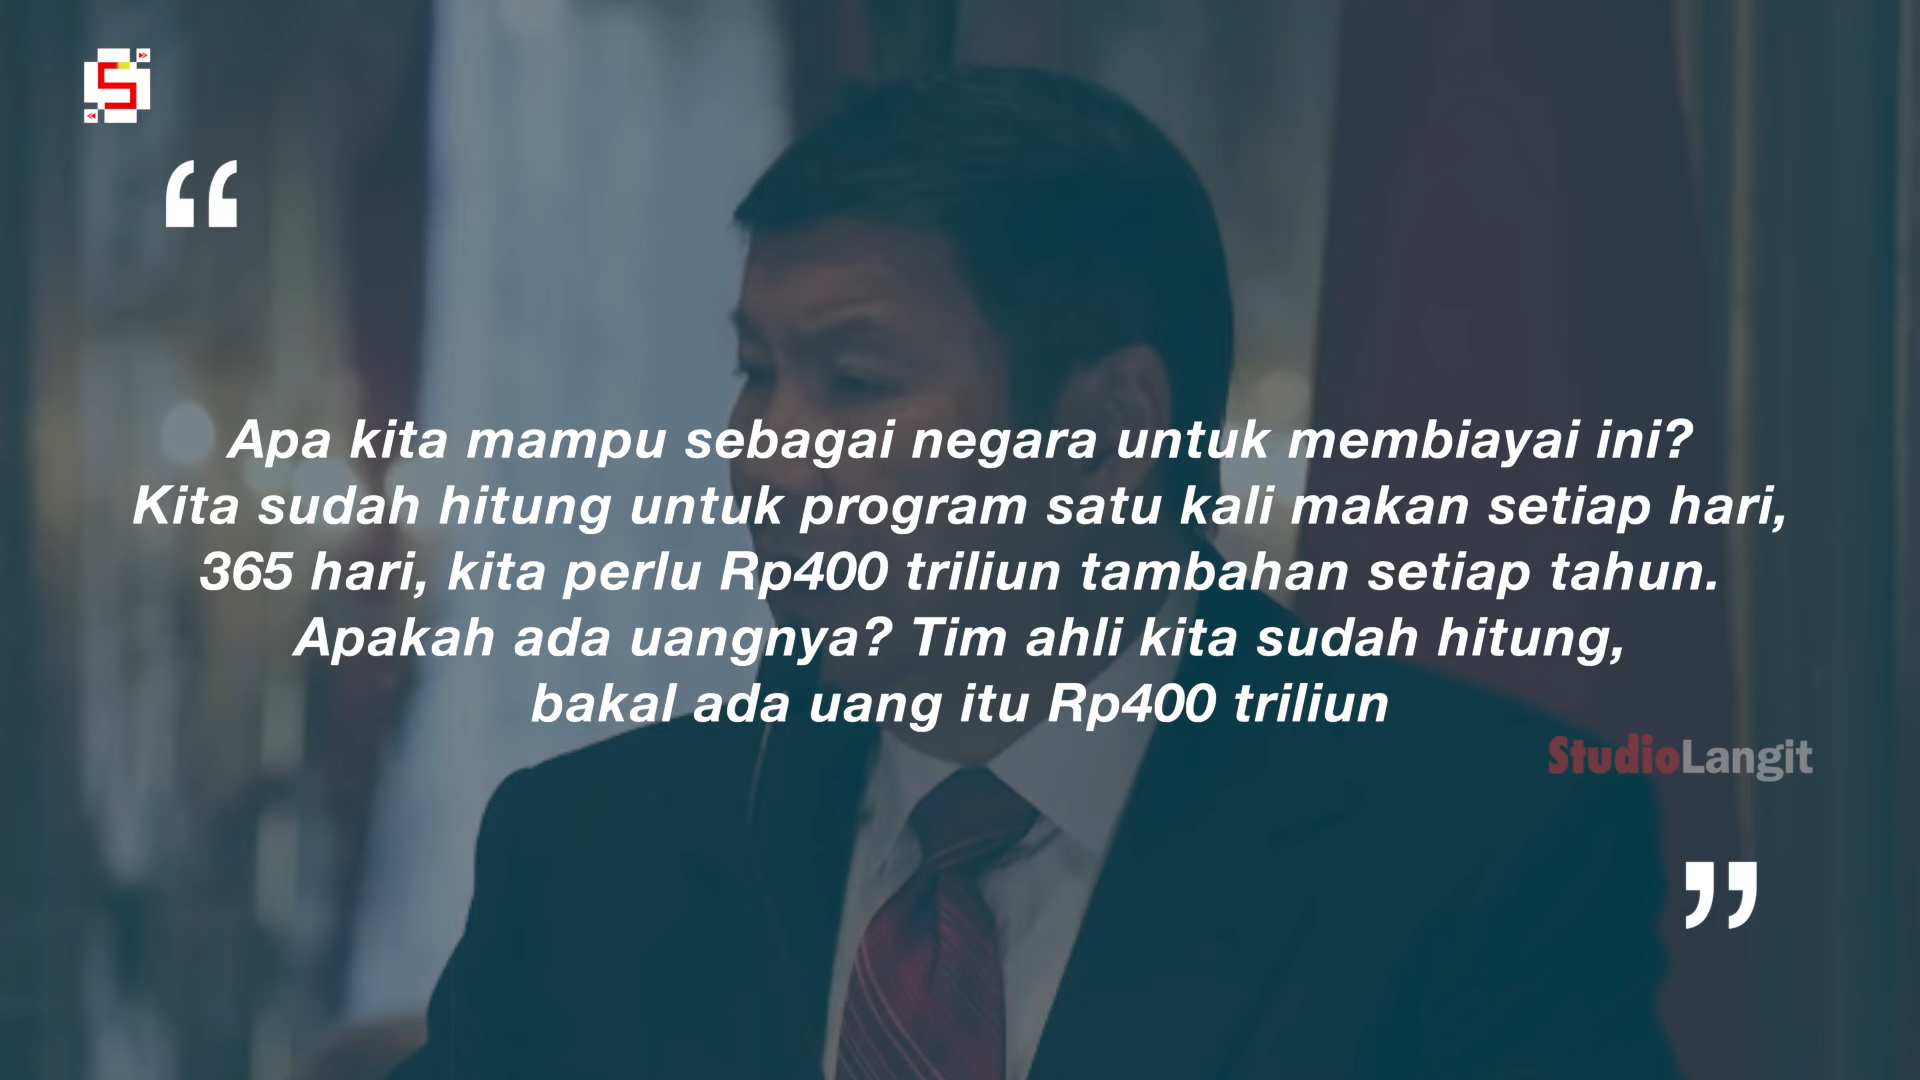 “
Apa kita mampu sebagai negara untuk membiayai ini?
Kita sudah hitung untuk program satu kali makan setiap hari,
365 hari, kita perlu Rp400 triliun tambahan setiap tahun.
Apakah ada uangnya? Tim ahli kita sudah hitung,
bakal ada uang itu Rp400 triliun
StudioLangit
”